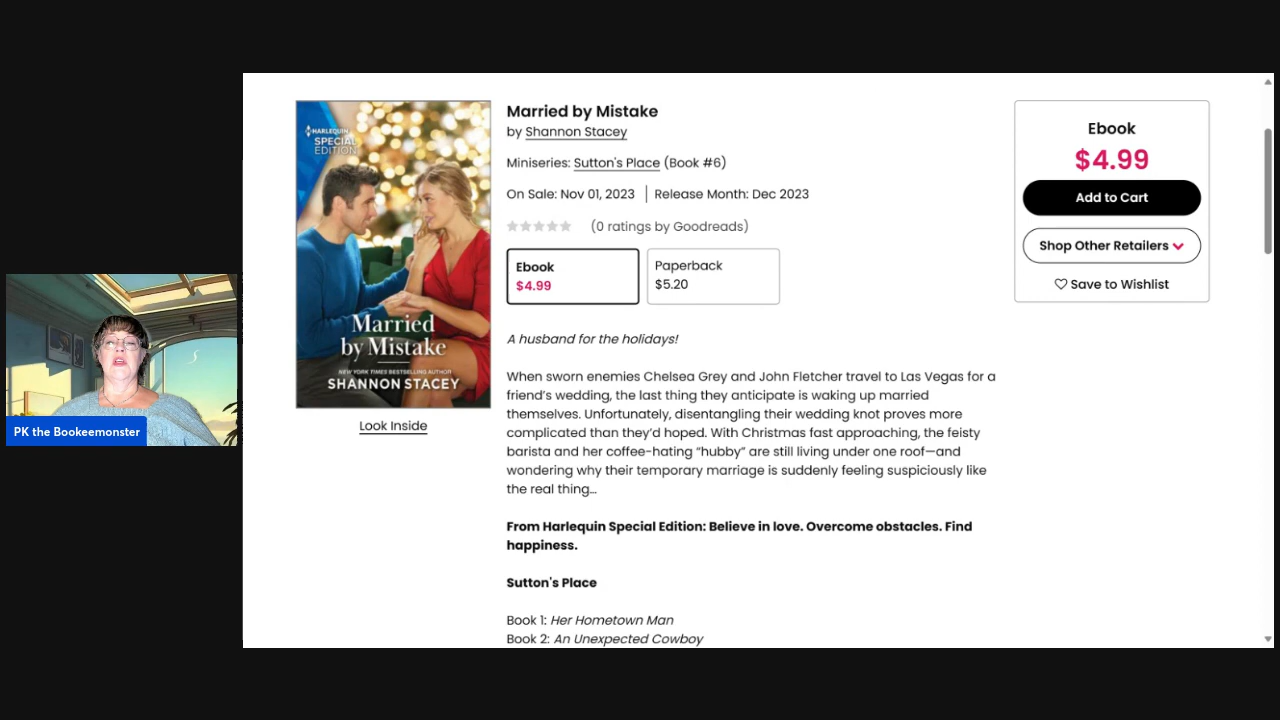 HARLEQUIN
SPECIAL
EDITION
Married
by Mistake
NEW YORK TIMES BESTSELLING AUTHOR
SHANNON STACEY
Look Inside
Married by Mistake
by Shannon Stacey
Miniseries: Sutton's Place (Book #6)
On Sale: Nov 01, 2023 | Release Month: Dec 2023
(0 ratings by Goodreads)
Ebook
$4.99
Paperback
$5.20
A husband for the holidays!
When sworn enemies Chelsea Grey and John Fletcher travel to Las Vegas for a
friend’s wedding, the last thing they anticipate is waking up married
themselves. Unfortunately, disentangling their wedding knot proves more
complicated than they’d hoped. With Christmas fast approaching, the feisty
barista and her coffee-hating “hubby” are still living under one roof—and
wondering why their temporary marriage is suddenly feeling suspiciously like
the real thing…
From Harlequin Special Edition: Believe in love. Overcome obstacles. Find
happiness.
Sutton's Place
Book 1: Her Hometown Man
Book 2: An Unexpected Cowboy
Ebook
$4.99
Add to Cart
Shop Other Retailers
Save to Wishlist
PK the Bookeemonster